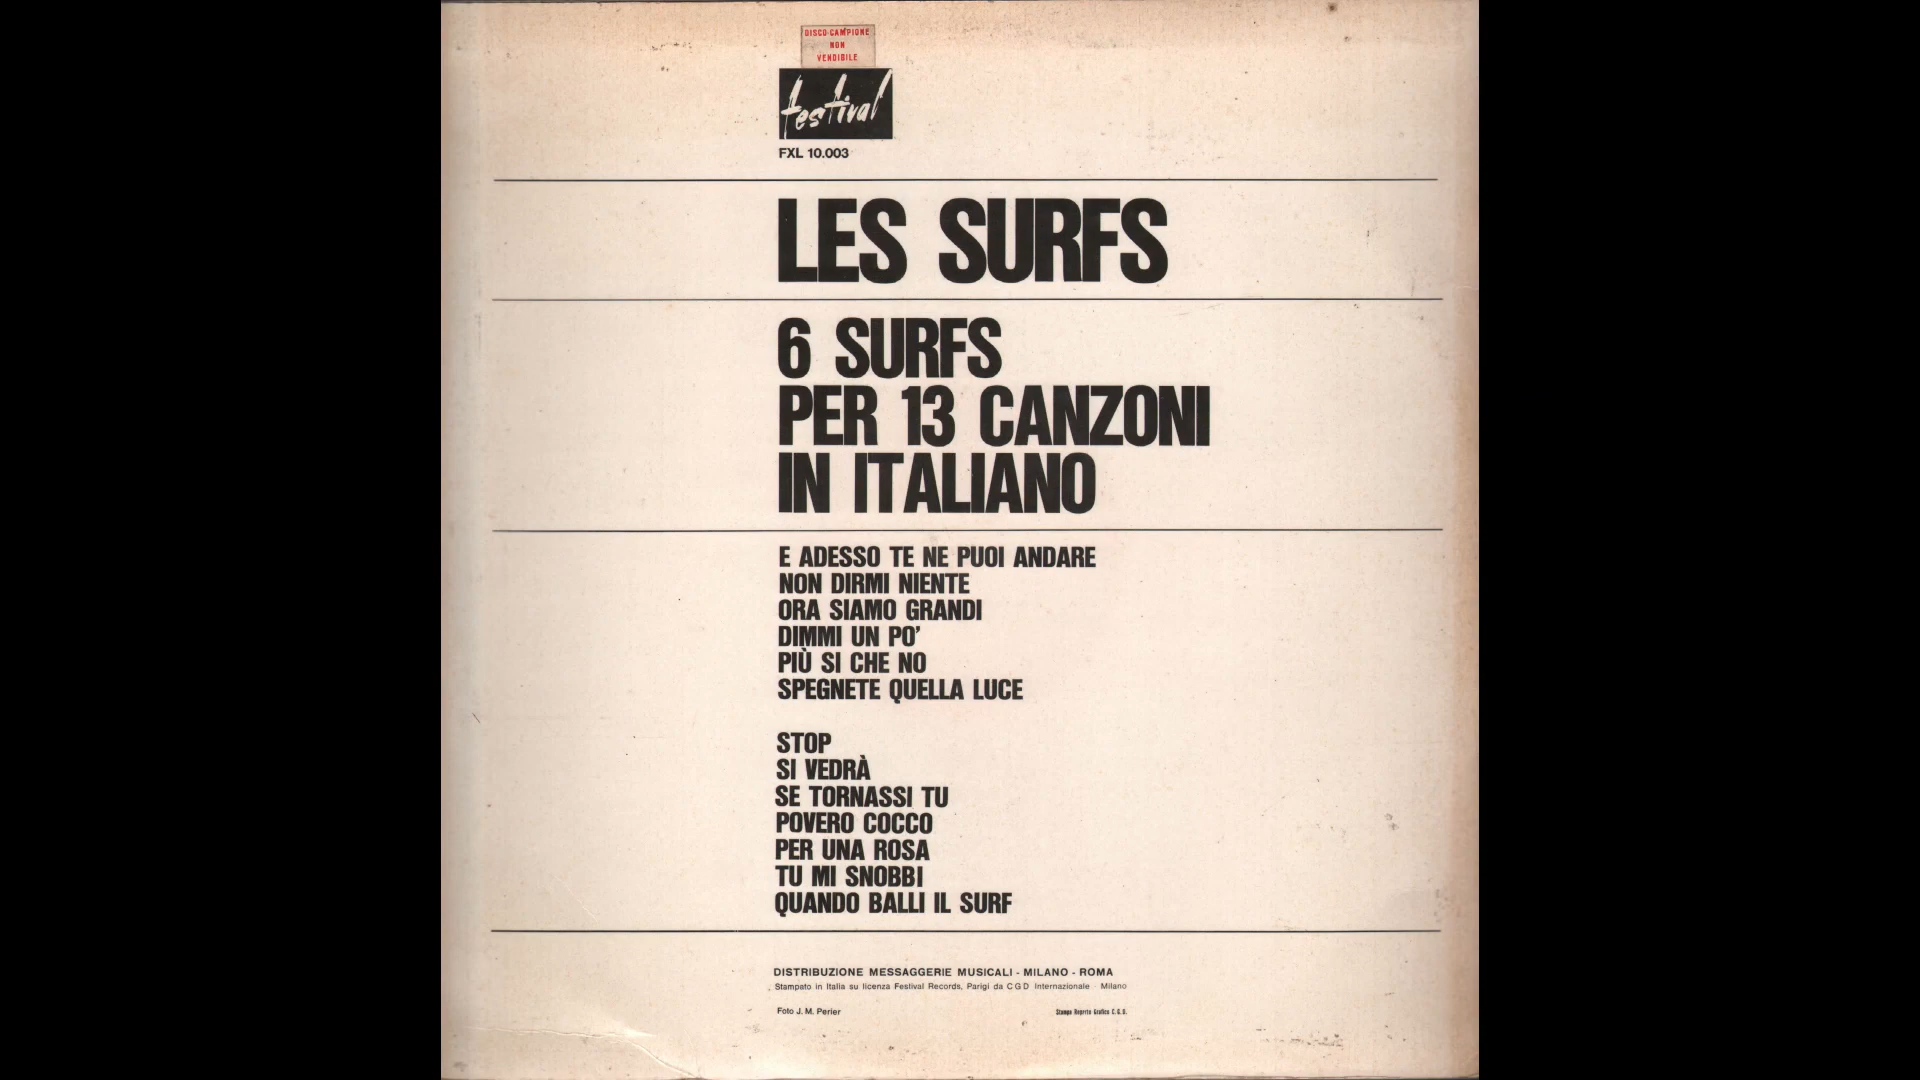 DISCO-CAMPIONE
NON
VENDIBILE
festival
FXL 10.003
LES SURFS
6 SURFS
PER 13 CANZONI
IN ITALIANO
E ADESSO TE NE PUOI ANDARE
NON DIRMI NIENTE
ORA SIAMO GRANDI
DIMMI UN PO'
PIÙ SI CHE NO
SPEGNETE QUELLA LUCE
STOP
SI VEDRÀ
SE TORNASSI TU
POVERO COCCO
PER UNA ROSA
TU MI SNOBBI
QUANDO BALLI IL SURF
DISTRIBUZIONE MESSAGGERIE MUSICALI - MILANO - ROMA
Stampato in Italia su licenza Festival Records, Parigi da C G D Internazionale - Milano
Foto J. M. Perier
Stampa Reparto Grafico C.G.D.